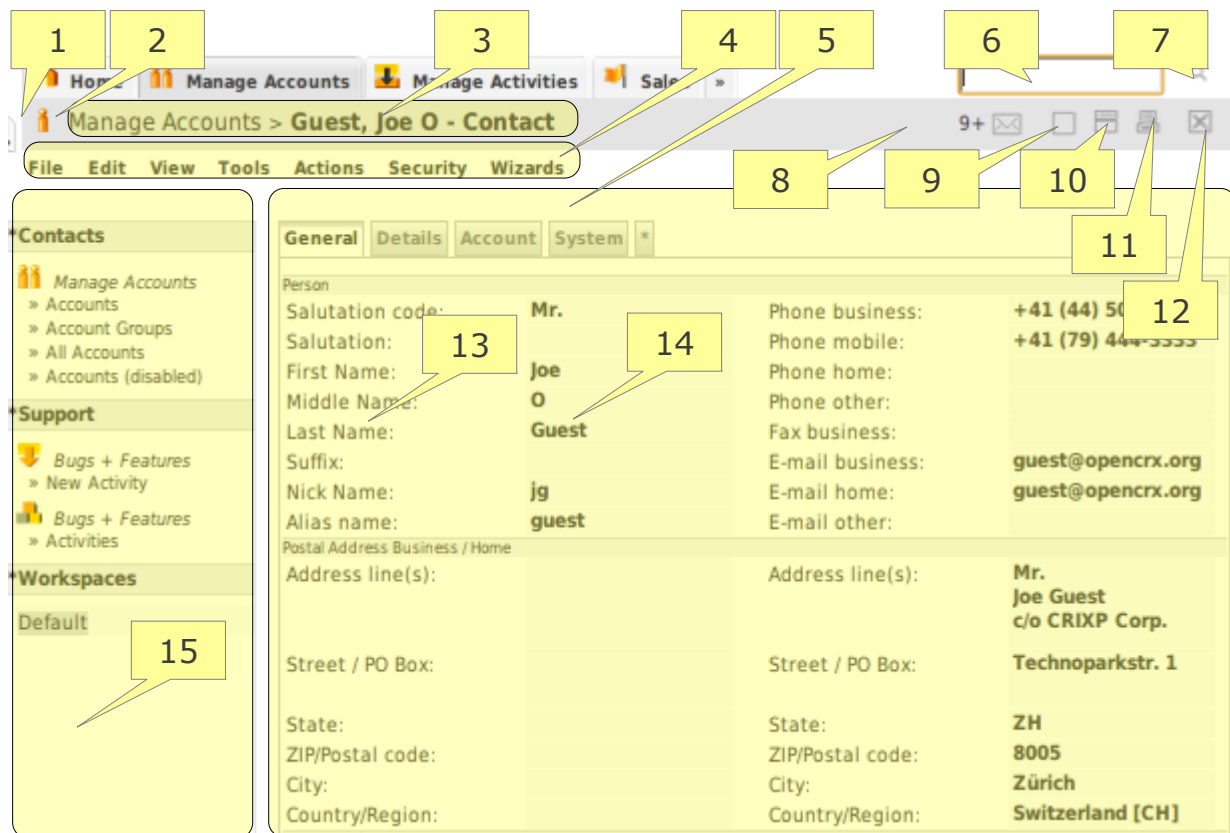 1 2 3 4 5 6 7
Home Manage Accounts Manage Activities Sales »
Manage Accounts > Guest, Joe O - Contact 9+
File Edit View Tools Actions Security Wizards
8 9 10
11
12
*Contacts
Manage Accounts
» Accounts
» Account Groups
» All Accounts
» Accounts (disabled)
*Support
Bugs + Features
» New Activity
Bugs + Features
» Activities
*Workspaces
Default
15
General Details Account System *
Person
Salutation code: Mr. Phone business: +41 (44) 50
Salutation: Phone mobile: +41 (79) 444-3333
13 14
First Name: Joe Phone home:
Middle Name: O Phone other:
Last Name: Guest Fax business:
Suffix: E-mail business: guest@opencrx.org
Nick Name: jg E-mail home: guest@opencrx.org
Alias name: guest E-mail other:
Postal Address Business / Home
Address line(s): Address line(s): Mr.
Joe Guest
c/o CRIXP Corp.
Street / PO Box: Street / PO Box: Technoparkstr. 1
State: State: ZH
ZIP/Postal code: ZIP/Postal code: 8005
City: City: Zürich
Country/Region: Country/Region: Switzerland [CH]